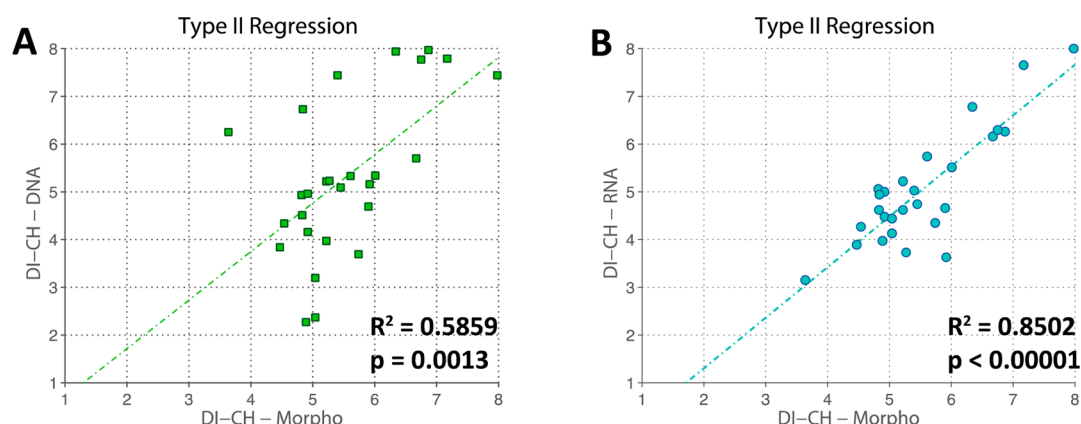 A
Type II Regression
8
7
6
5
4
3
2
1
DI–CH – DNA
R² = 0.5859
p = 0.0013
1 2 3 4 5 6 7 8
DI–CH – Morpho
B
Type II Regression
8
7
6
5
4
3
2
1
DI–CH – RNA
R² = 0.8502
p < 0.00001
1 2 3 4 5 6 7 8
DI–CH – Morpho